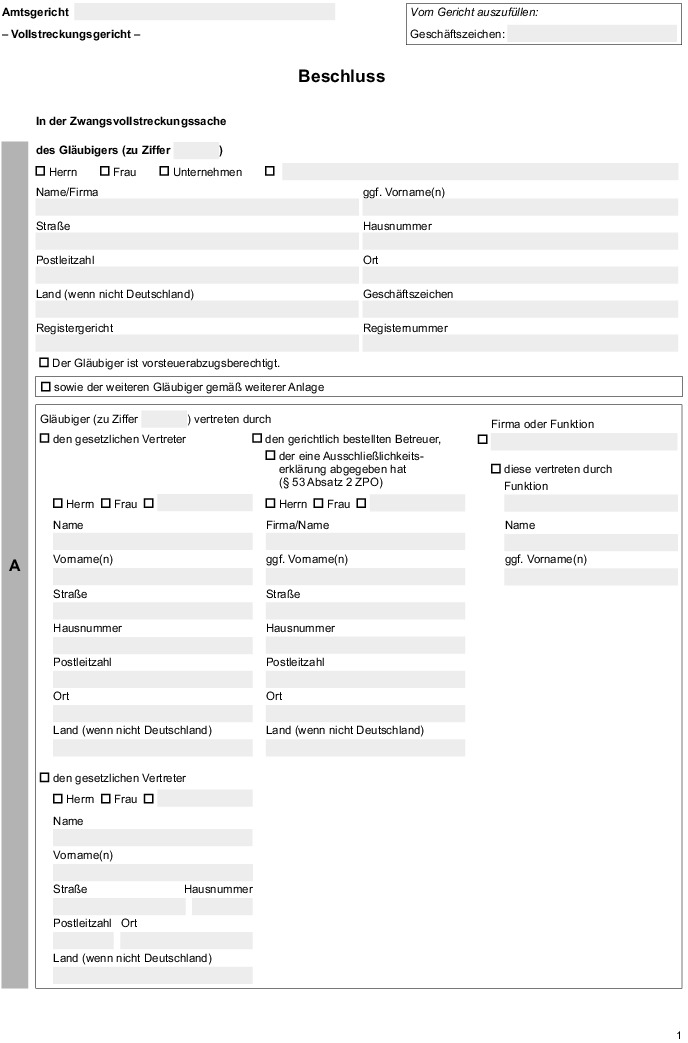 Amtsgericht
– Vollstreckungsgericht –
Vom Gericht auszufüllen:
Geschäftszeichen:
Beschluss
In der Zwangsvollstreckungssache
des Gläubigers (zu Ziffer )
Herrn Frau Unternehmen
Name/Firma ggf. Vorname(n)
Straße Hausnummer
Postleitzahl Ort
Land (wenn nicht Deutschland) Geschäftszeichen
Registergericht Registernummer
Der Gläubiger ist vorsteuerabzugsberechtigt.
sowie der weiteren Gläubiger gemäß weiterer Anlage
A
Gläubiger (zu Ziffer ) vertreten durch
den gesetzlichen Vertreter
Herrn Frau
Name
Vorname(n)
Straße
Hausnummer
Postleitzahl
Ort
Land (wenn nicht Deutschland)
den gerichtlich bestellten Betreuer,
der eine Ausschließlichkeits-
erklärung abgegeben hat
(§ 53 Absatz 2 ZPO)
Herrn Frau
Firma/Name
ggf. Vorname(n)
Straße
Hausnummer
Postleitzahl
Ort
Land (wenn nicht Deutschland)
Firma oder Funktion
diese vertreten durch
Funktion
Name
ggf. Vorname(n)
den gesetzlichen Vertreter
Herrn Frau
Name
Vorname(n)
Straße Hausnummer
Postleitzahl Ort
Land (wenn nicht Deutschland)
1